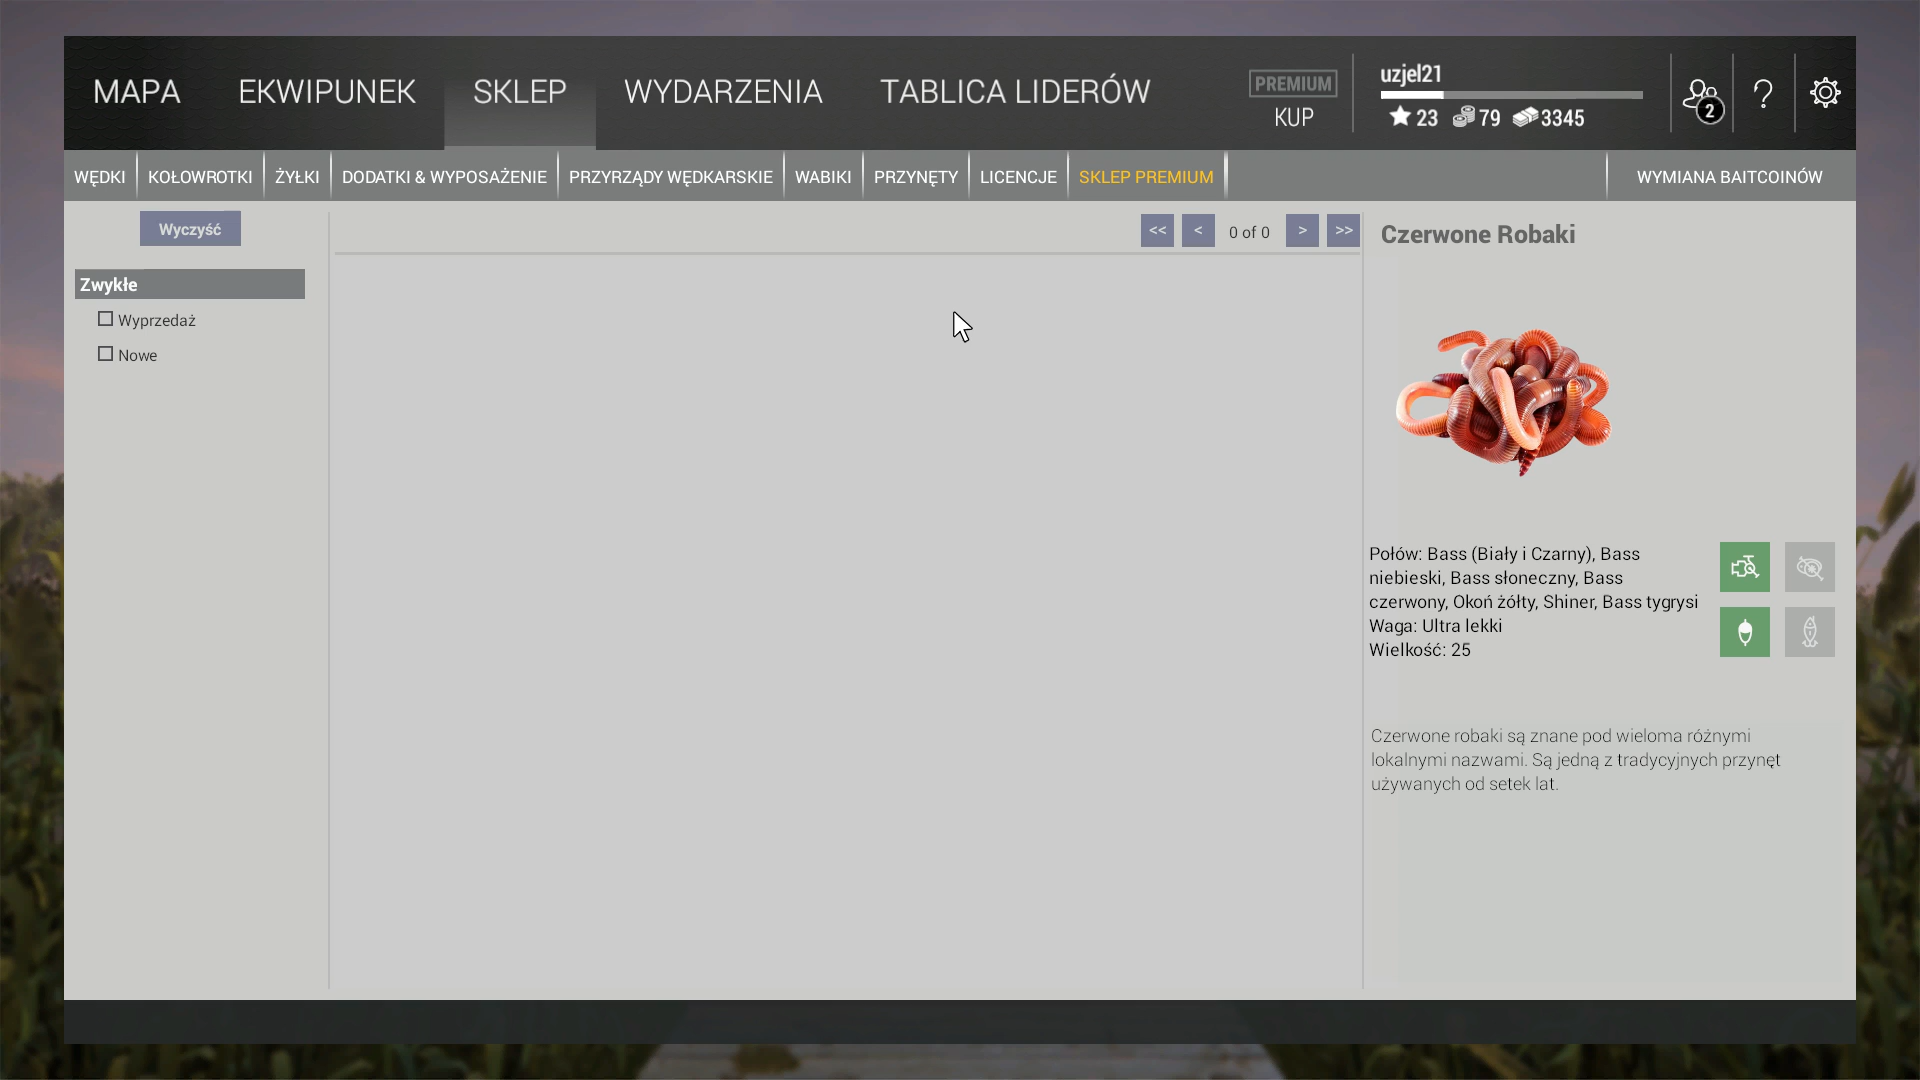 MAPA EKWIPUNEK SKLEP WYDARZENIA TABLICA LIDERÓW
PREMIUM
KUP
uzjel21
23 79 3345
2
?
WĘDKI KOŁOWROTKI ŻYŁKI DODATKI & WYPOSAŻENIE PRZYRZĄDY WĘDKARSKIE WABIKI PRZYNĘTY LICENCJE SKLEP PREMIUM WYMIANA BAITCOINÓW
Wyczyść
Zwykłe
Wyprzedaż
Nowe
<< < 0 of 0 > >>
Czerwone Robaki
Połów: Bass (Biały i Czarny), Bass
niebieski, Bass słoneczny, Bass
czerwony, Okoń żółty, Shiner, Bass tygrysi
Waga: Ultra lekki
Wielkość: 25
Czerwone robaki są znane pod wieloma różnymi
lokalnymi nazwami. Są jedną z tradycyjnych przynęt
używanych od setek lat.